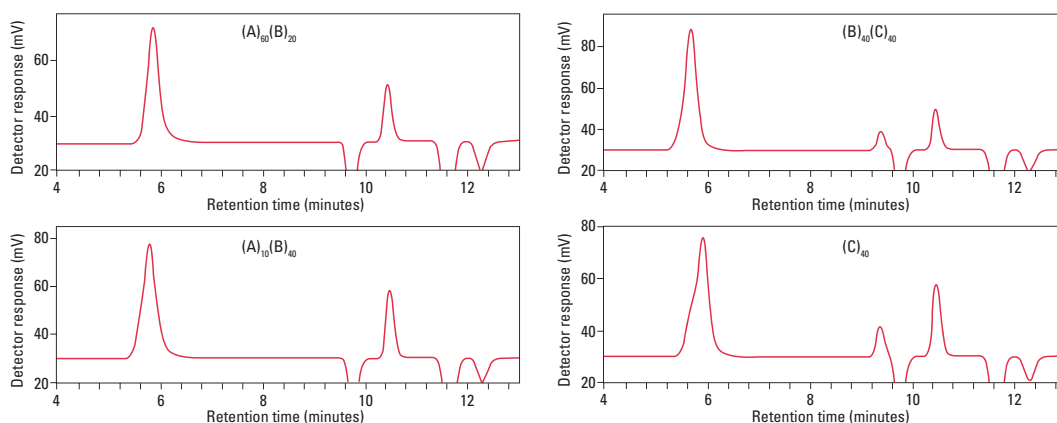 (A)₆₀(B)₂₀
Detector response (mV)
60
40
20
4 6 8 10 12
Retention time (minutes)
(B)₄₀(C)₄₀
Detector response (mV)
80
60
40
20
4 6 8 10 12
Retention time (minutes)
(A)₁₀(B)₄₀
Detector response (mV)
80
60
40
20
4 6 8 10 12
Retention time (minutes)
(C)₄₀
Detector response (mV)
80
60
40
20
4 6 8 10 12
Retention time (minutes)